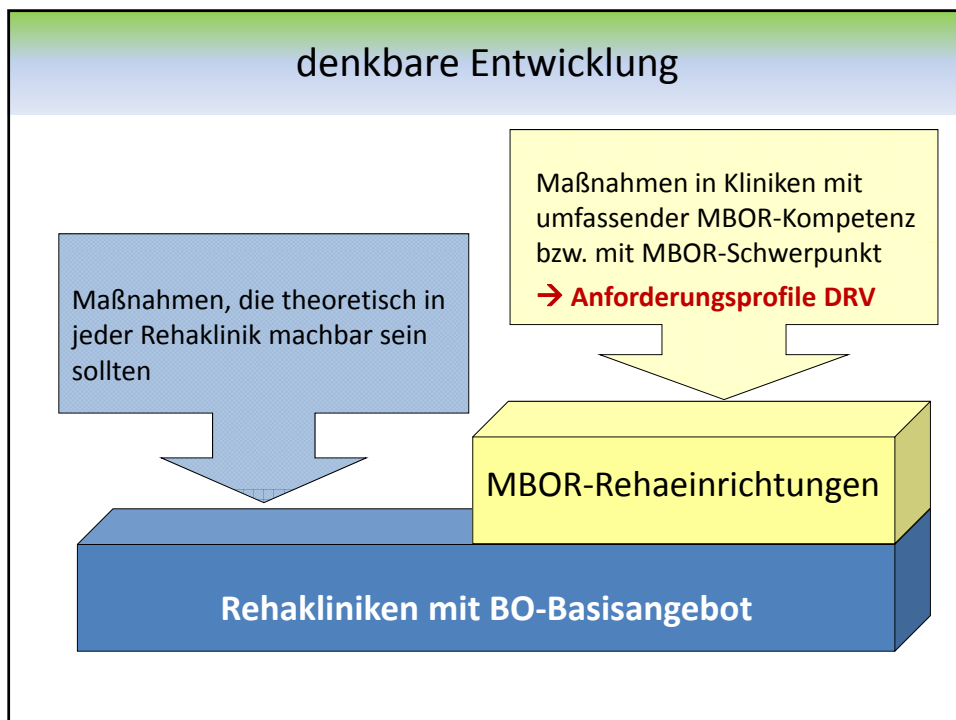 denkbare Entwicklung
Maßnahmen in Kliniken mit
umfassender MBOR-Kompetenz
bzw. mit MBOR-Schwerpunkt
→ Anforderungsprofile DRV
Maßnahmen, die theoretisch in
jeder Rehaklinik machbar sein
sollten
MBOR-Rehaeinrichtungen
Rehakliniken mit BO-Basisangebot